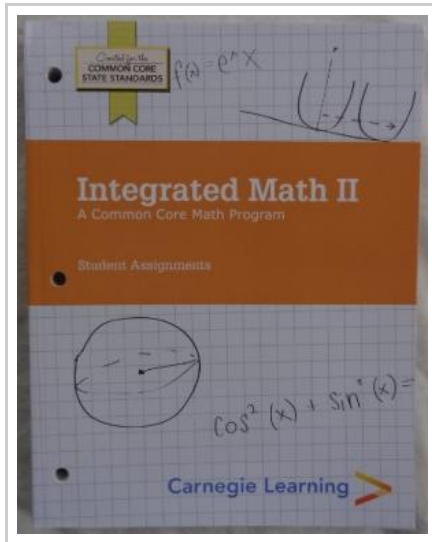 Created for the
COMMON CORE
STATE STANDARDS
f(x) = e^x
Integrated Math II
A Common Core Math Program
Student Assignments
cos² (x) + sin² (x) =
Carnegie Learning